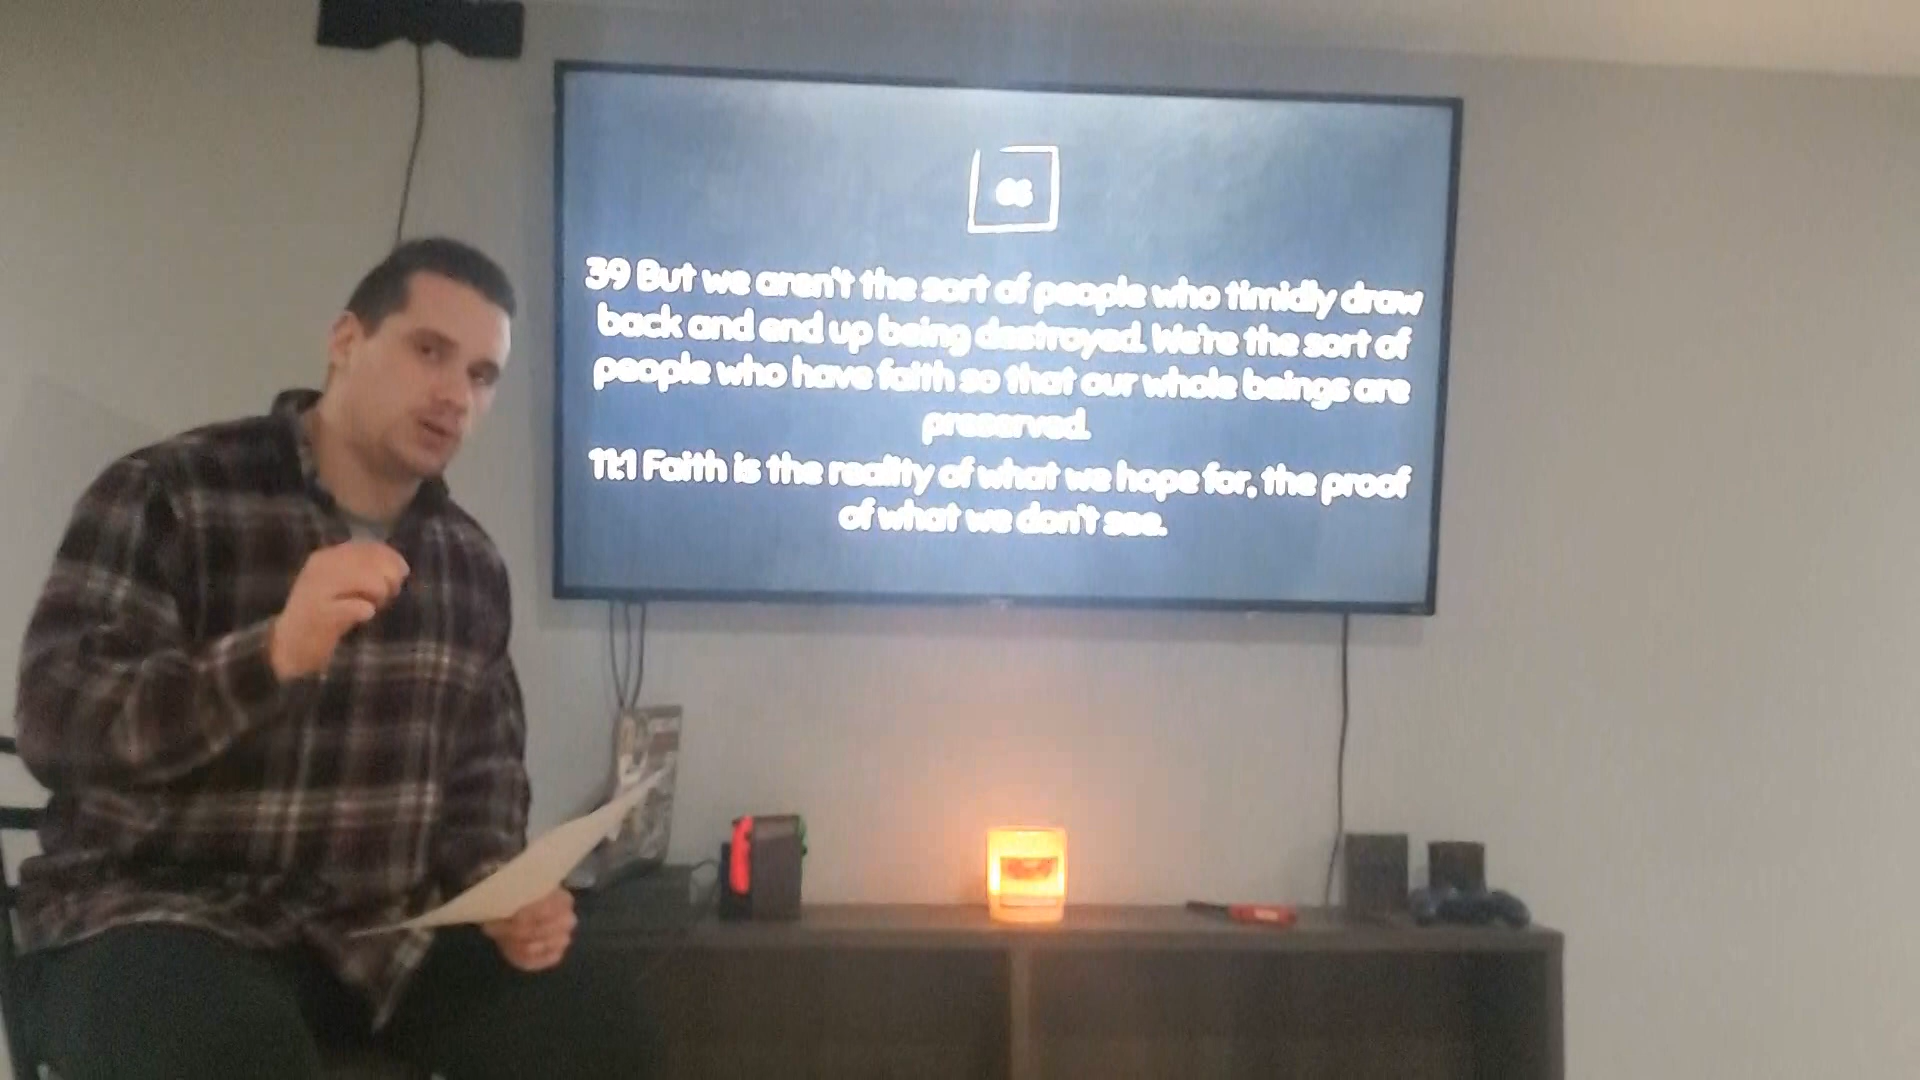 39 But we aren't the sort of people who timidly draw
back and end up being destroyed. We're the sort of
people who have faith so that our whole beings are
preserved.
11:1 Faith is the reality of what we hope for, the proof
of what we don't see.